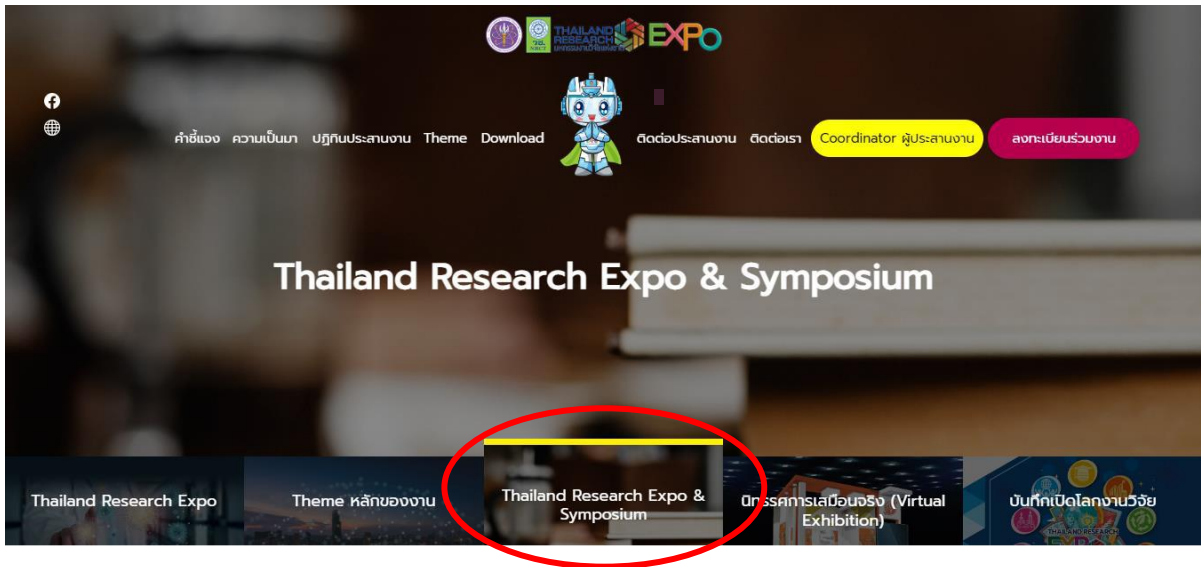 THAILAND
RESEARCH
EXPO
คำชี้แจง ความเป็นมา ปฏิทินประสานงาน Theme Download ติดต่อประสานงาน ติดต่อเรา Coordinator ผู้ประสานงาน ลงทะเบียนร่วมงาน
Thailand Research Expo & Symposium
Thailand Research Expo
Theme หลักของงาน
Thailand Research Expo &
Symposium
นิทรรศการเสมือนจริง (Virtual
Exhibition)
บันทึกเปิดโลกงานวิจัย
THAILAND RESEARCH
EXPO